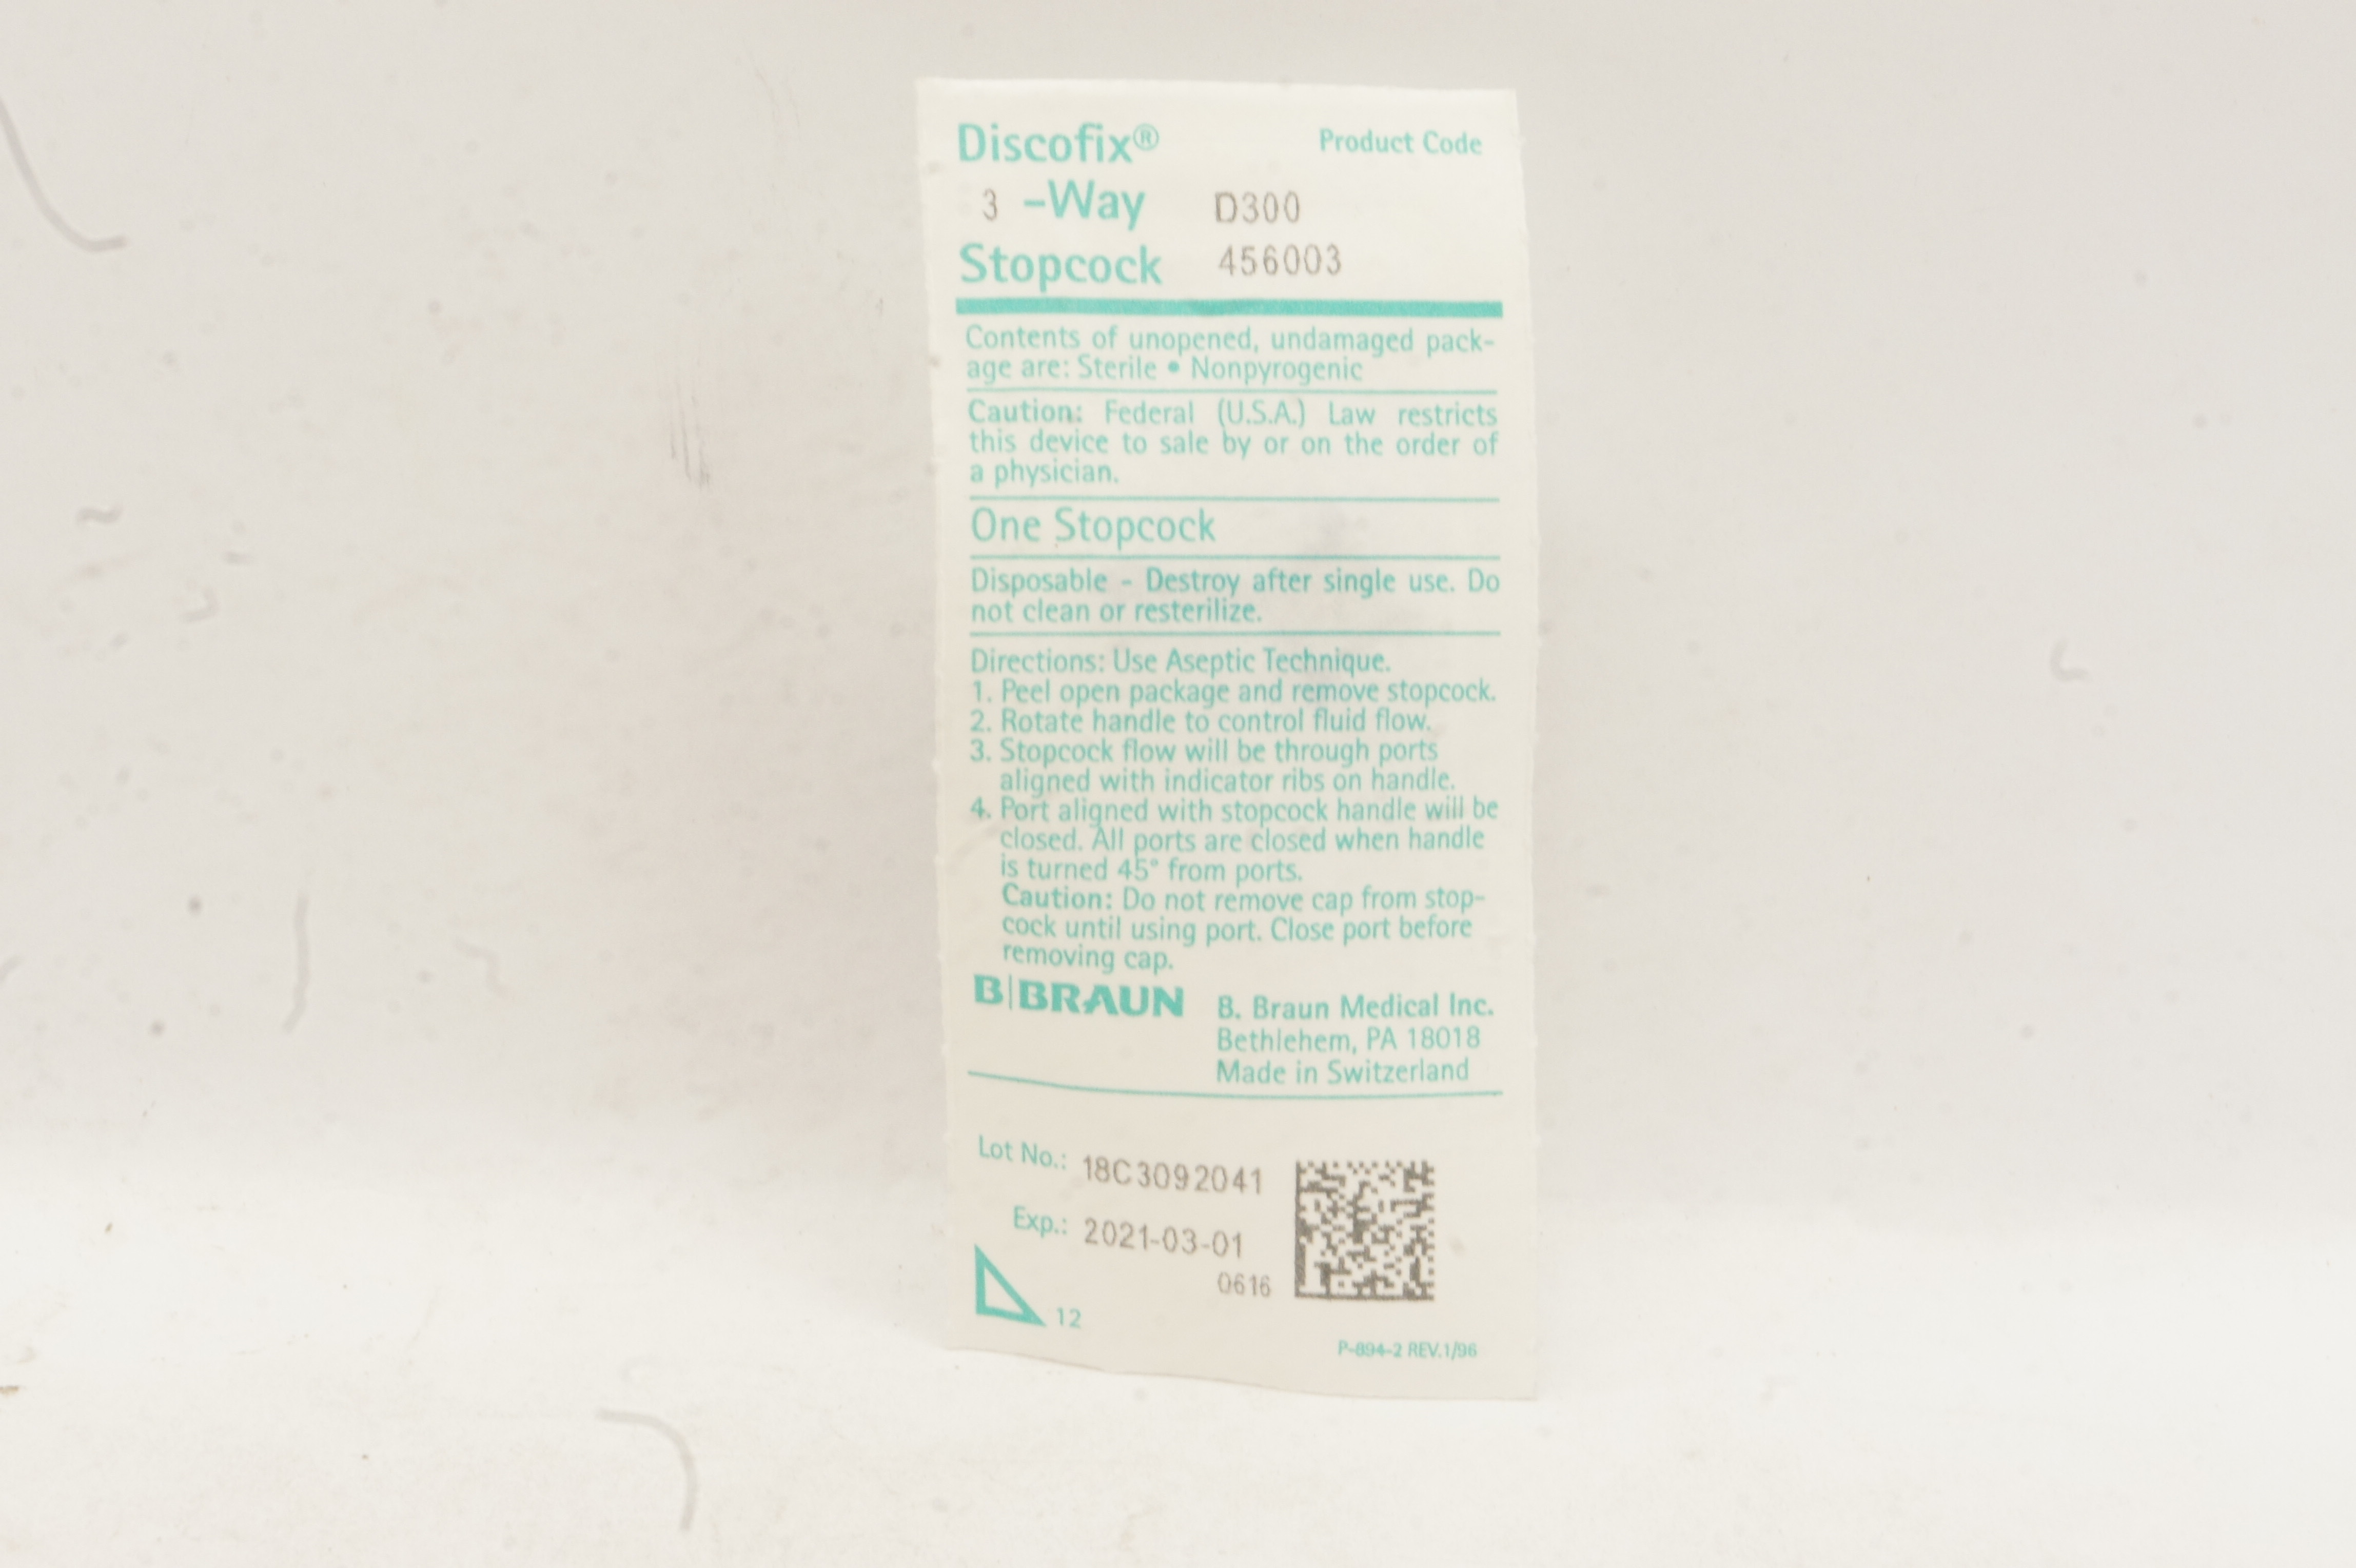 Discofix® Product Code
3 -Way D300
Stopcock 456003
Contents of unopened, undamaged pack-
age are: Sterile • Nonpyrogenic
Caution: Federal (U.S.A.) Law restricts
this device to sale by or on the order of
a physician.
One Stopcock
Disposable - Destroy after single use. Do
not clean or resterilize.
Directions: Use Aseptic Technique.
1. Peel open package and remove stopcock.
2. Rotate handle to control fluid flow.
3. Stopcock flow will be through ports
aligned with indicator ribs on handle.
4. Port aligned with stopcock handle will be
closed. All ports are closed when handle
is turned 45° from ports.
Caution: Do not remove cap from stop-
cock until using port. Close port before
removing cap.
B|BRAUN B. Braun Medical Inc.
Bethlehem, PA 18018
Made in Switzerland
Lot No.: 18C3092041
Exp.: 2021-03-01
0616
12
P-894-2 REV.1/96